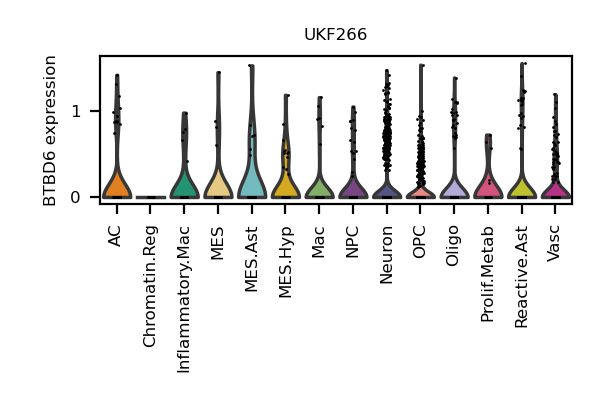 UKF266
BTBD6 expression
1
0
AC
Chromatin.Reg
Inflammatory.Mac
MES
MES.Ast
MES.Hyp
Mac
NPC
Neuron
OPC
Oligo
Prolif.Metab
Reactive.Ast
Vasc